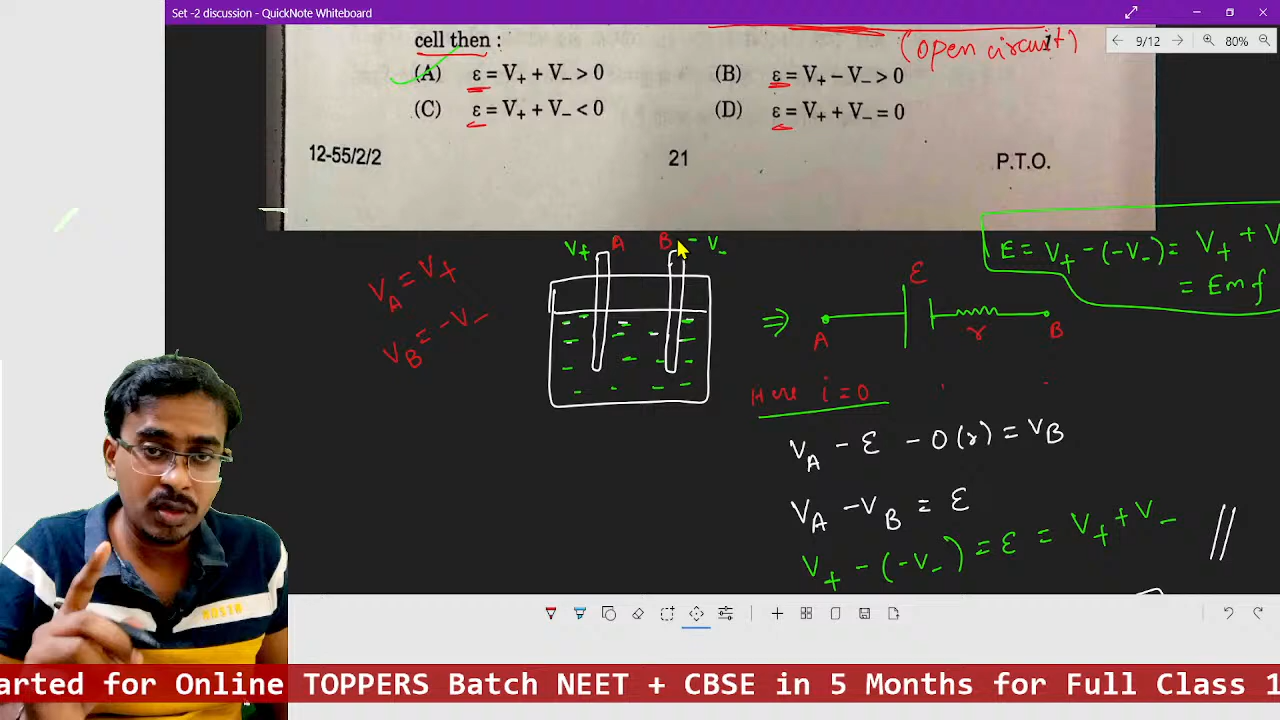 Set -2 discussion - QuickNote Whiteboard
9/12
80%
cell then :
(open circuit)
(A) ε = V₊ + V₋ > 0
(B) ε = V₊ − V₋ > 0
(C) ε = V₊ + V₋ < 0
(D) ε = V₊ + V₋ = 0
12-55/2/2
21
P.T.O.
V₊ A B - V₋
V_A = V₊
V_B = -V₋
E = V₊ - (-V₋) = V₊ + V
= Emf
⇒ A ε r B
Here i = 0
V_A - ε - 0(r) = V_B
V_A - V_B = ε
V₊ - (-V₋) = ε = V₊ + V₋ //
arted for Online TOPPERS Batch NEET + CBSE in 5 Months for Full Class 1